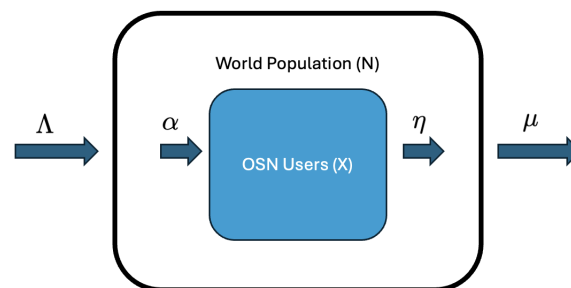 World Population (N)
Λ
α
η
μ
OSN Users (X)